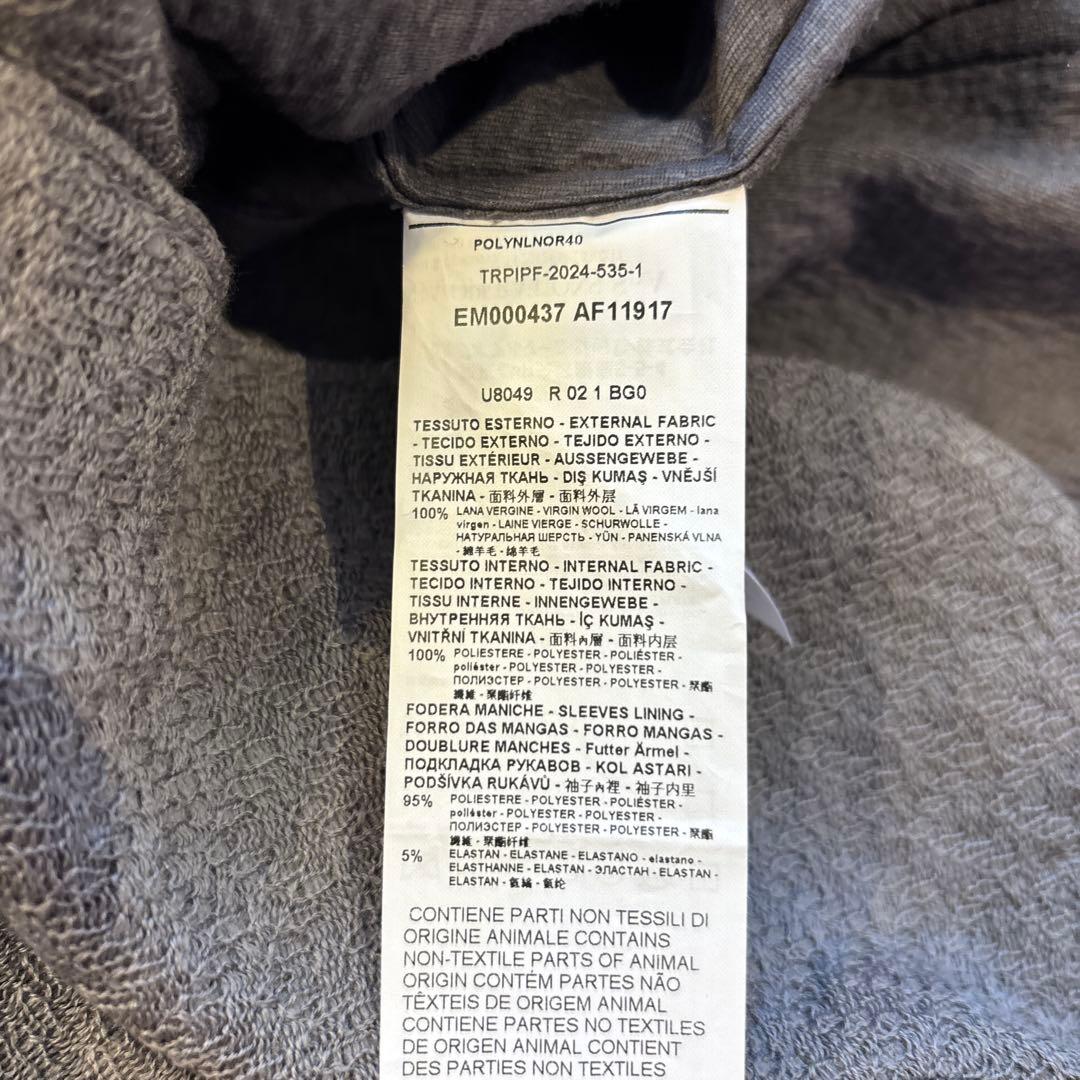 POLYNLNOR40
TRPIPF-2024-535-1
EM000437 AF11917
U8049 R 02 1 BG0
TESSUTO ESTERNO - EXTERNAL FABRIC
- TECIDO EXTERNO - TEJIDO EXTERNO -
TISSU EXTÉRIEUR - AUSSENGEWEBE -
НАРУЖНАЯ ТКАНЬ - DIŞ KUMAŞ - VNĚJŠÍ
TKANINA - 面料外層 - 面料外层
100% LANA VERGINE - VIRGIN WOOL - LÃ VIRGEM - lana
virgen - LAINE VIERGE - SCHURWOLLE -
НАТУРАЛЬНАЯ ШЕРСТЬ - YÜN - PANENSKÁ VLNA
- 綿羊毛 - 绵羊毛
TESSUTO INTERNO - INTERNAL FABRIC -
TECIDO INTERNO - TEJIDO INTERNO -
TISSU INTERNE - INNENGEWEBE -
ВНУТРЕННЯЯ ТКАНЬ - İÇ KUMAŞ -
VNITŘNÍ TKANINA - 面料內層 - 面料内层
100% POLIESTERE - POLYESTER - POLIÉSTER -
poliéster - POLYESTER - POLYESTER -
ПОЛИЭСТЕР - POLYESTER - POLYESTER - 聚酯
纖維 - 聚酯纤维
FODERA MANICHE - SLEEVES LINING -
FORRO DAS MANGAS - FORRO MANGAS -
DOUBLURE MANCHES - Futter Ärmel -
ПОДКЛАДКА РУКАВОВ - KOL ASTARI -
PODŠÍVKA RUKÁVŮ - 袖子內裡 - 袖子内里
95% POLIESTERE - POLYESTER - POLIÉSTER -
poliéster - POLYESTER - POLYESTER -
ПОЛИЭСТЕР - POLYESTER - POLYESTER - 聚酯
纖維 - 聚酯纤维
5% ELASTAN - ELASTANE - ELASTANO - elastano -
ELASTHANNE - ELASTAN - ЭЛАСТАН - ELASTAN -
ELASTAN - 氨綸 - 氨纶
CONTIENE PARTI NON TESSILI DI
ORIGINE ANIMALE CONTAINS
NON-TEXTILE PARTS OF ANIMAL
ORIGIN CONTÉM PARTES NÃO
TÊXTEIS DE ORIGEM ANIMAL
CONTIENE PARTES NO TEXTILES
DE ORIGEN ANIMAL CONTIENT
DES PARTIES NON TEXTILES